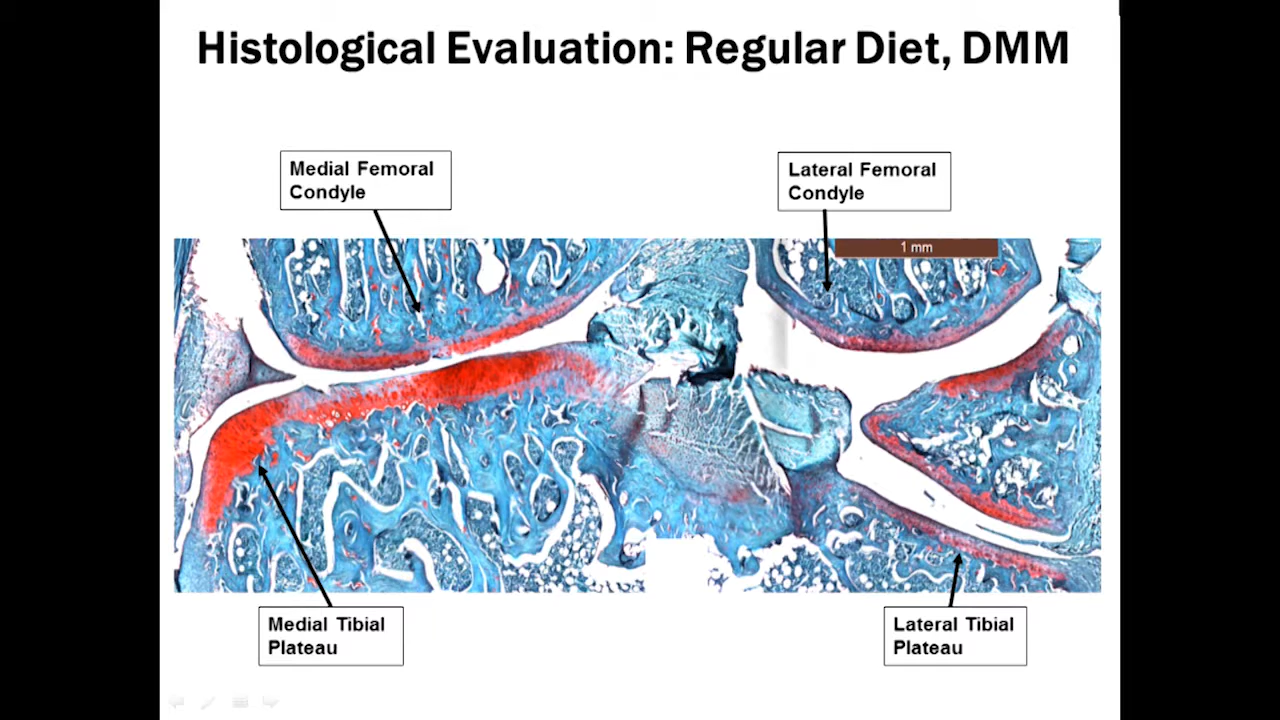 Histological Evaluation: Regular Diet, DMM
Medial Femoral
Condyle
Lateral Femoral
Condyle
1 mm
Medial Tibial
Plateau
Lateral Tibial
Plateau